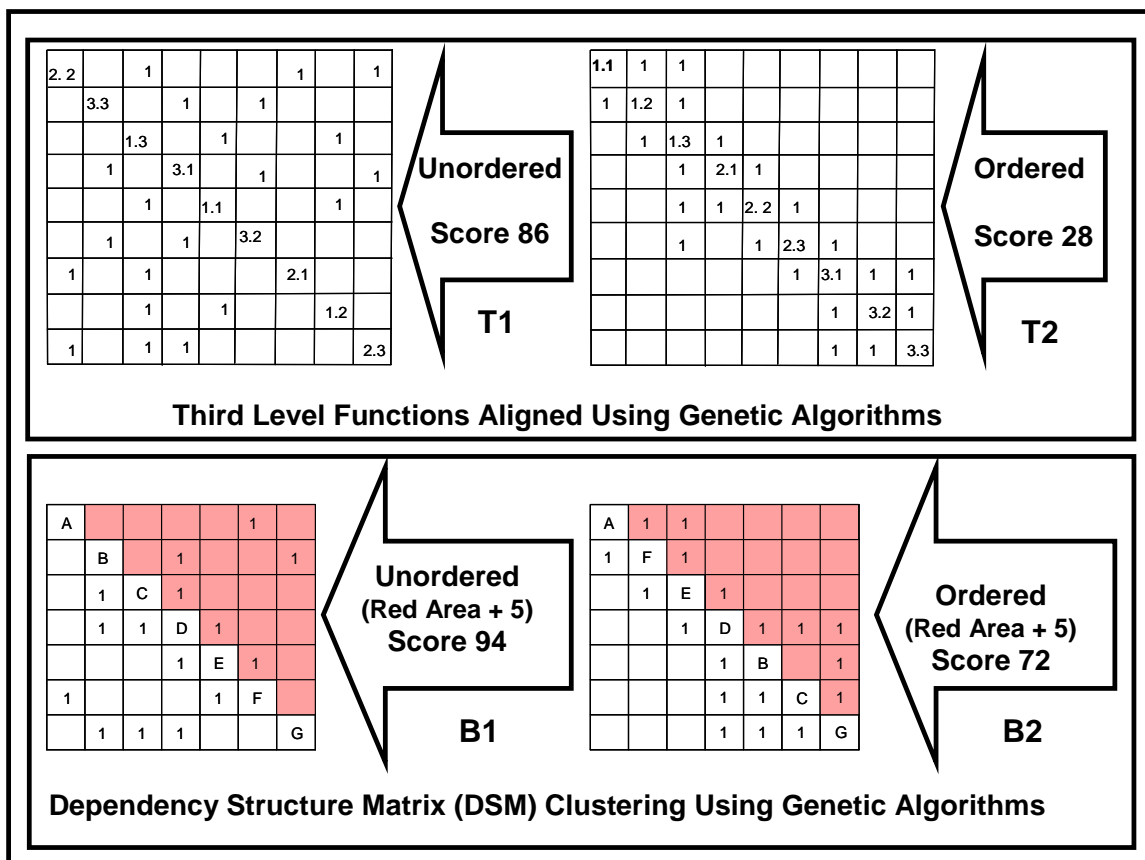 2. 2 1 1 1
3.3 1 1
1.3 1 1
1 3.1 1 1
1 1.1 1
1 1 3.2
1 1 2.1
1 1 1.2
1 1 1 2.3
Unordered
Score 86
T1
1.1 1 1
1 1.2 1
1 1.3 1
1 2.1 1
1 1 2. 2 1
1 1 2.3 1
1 3.1 1 1
1 3.2 1
1 1 3.3
Ordered
Score 28
T2
Third Level Functions Aligned Using Genetic Algorithms
A 1
B 1 1
1 C 1
1 1 D 1
1 E 1
1 1 F
1 1 1 G
Unordered
(Red Area + 5)
Score 94
B1
A 1 1
1 F 1
1 E 1
1 D 1 1 1
1 B 1
1 1 C 1
1 1 1 G
Ordered
(Red Area + 5)
Score 72
B2
Dependency Structure Matrix (DSM) Clustering Using Genetic Algorithms